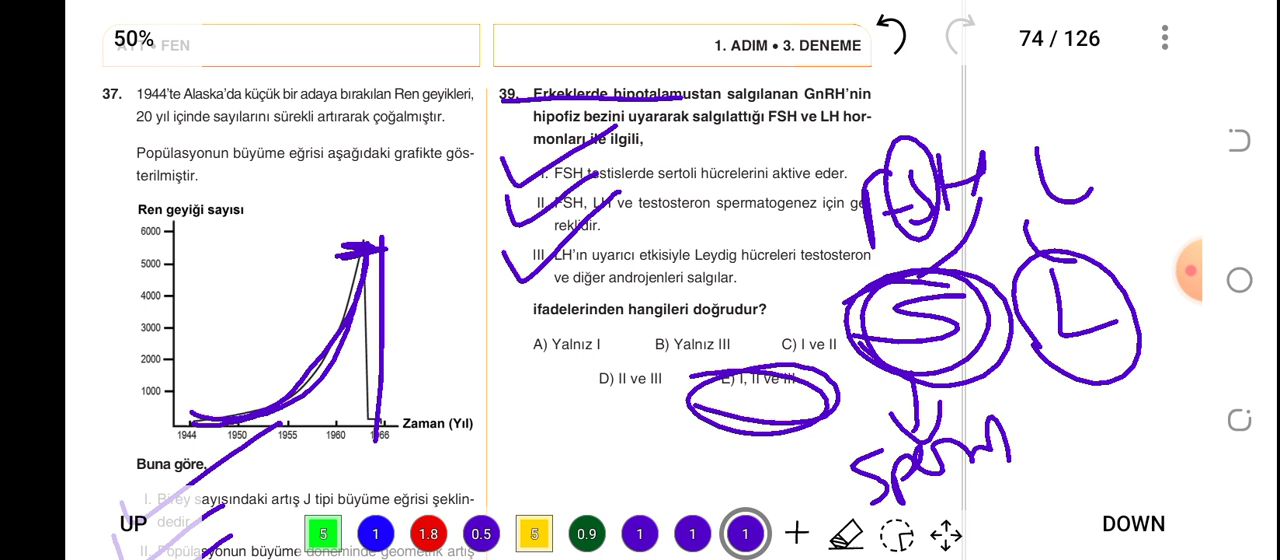 50%
AYT • FEN
1. ADIM • 3. DENEME
74 / 126
37. 1944'te Alaska'da küçük bir adaya bırakılan Ren geyikleri,
20 yıl içinde sayılarını sürekli artırarak çoğalmıştır.
Popülasyonun büyüme eğrisi aşağıdaki grafikte gös-
terilmiştir.
Ren geyiği sayısı
6000
5000
4000
3000
2000
1000
1944 1950 1955 1960 1966
Zaman (Yıl)
Buna göre,
I. Birey sayısındaki artış J tipi büyüme eğrisi şeklin-
dedir.
II. Popülasyonun büyüme döneminde geometrik artış
39. Erkeklerde hipotalamustan salgılanan GnRH'nin
hipofiz bezini uyararak salgılattığı FSH ve LH hor-
monları ile ilgili,
I. FSH testislerde sertoli hücrelerini aktive eder.
II. FSH, LH ve testosteron spermatogenez için ge-
reklidir.
III. LH'ın uyarıcı etkisiyle Leydig hücreleri testosteron
ve diğer androjenleri salgılar.
ifadelerinden hangileri doğrudur?
A) Yalnız I B) Yalnız III C) I ve II
D) II ve III E) I, II ve III
FSH
L
S
L
Sperm
UP
5 1 1.8 0.5 5 0.9 1 1 1
DOWN